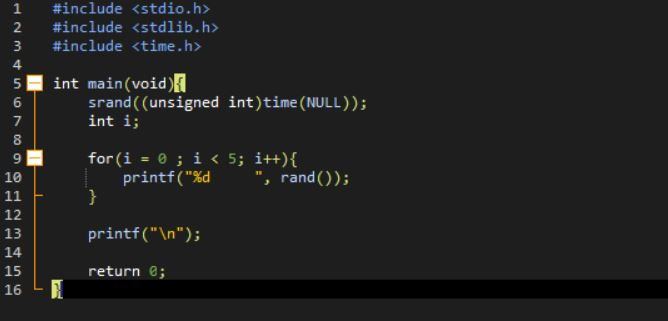 1 #include <stdio.h>
2 #include <stdlib.h>
3 #include <time.h>
4
5 int main(void){
6     srand((unsigned int)time(NULL));
7     int i;
8
9     for(i = 0 ; i < 5; i++){
10         printf("%d     ", rand());
11     }
12
13     printf("\n");
14
15     return 0;
16 }